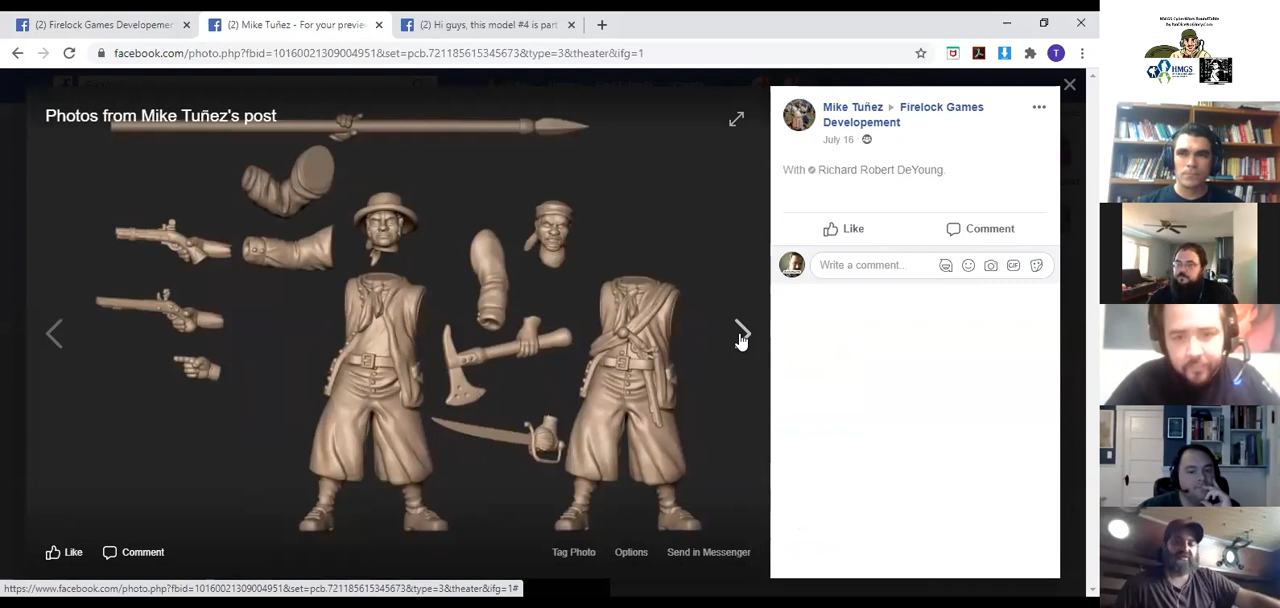 (2) Firelock Games Developemen
(2) Mike Tuñez - For your previe
(2) Hi guys, this model #4 is part
facebook.com/photo.php?fbid=10160021309004951&set=pcb.721185615345673&type=3&theater&ifg=1
T
Photos from Mike Tuñez's post
Mike Tuñez ▸ Firelock Games
Developement
July 16
With Richard Robert DeYoung.
Like Comment
Write a comment...
GIF
Like Comment
Tag Photo Options Send in Messenger
https://www.facebook.com/photo.php?fbid=10160021309004951&set=pcb.721185615345673&type=3&theater&ifg=1#
HMGS